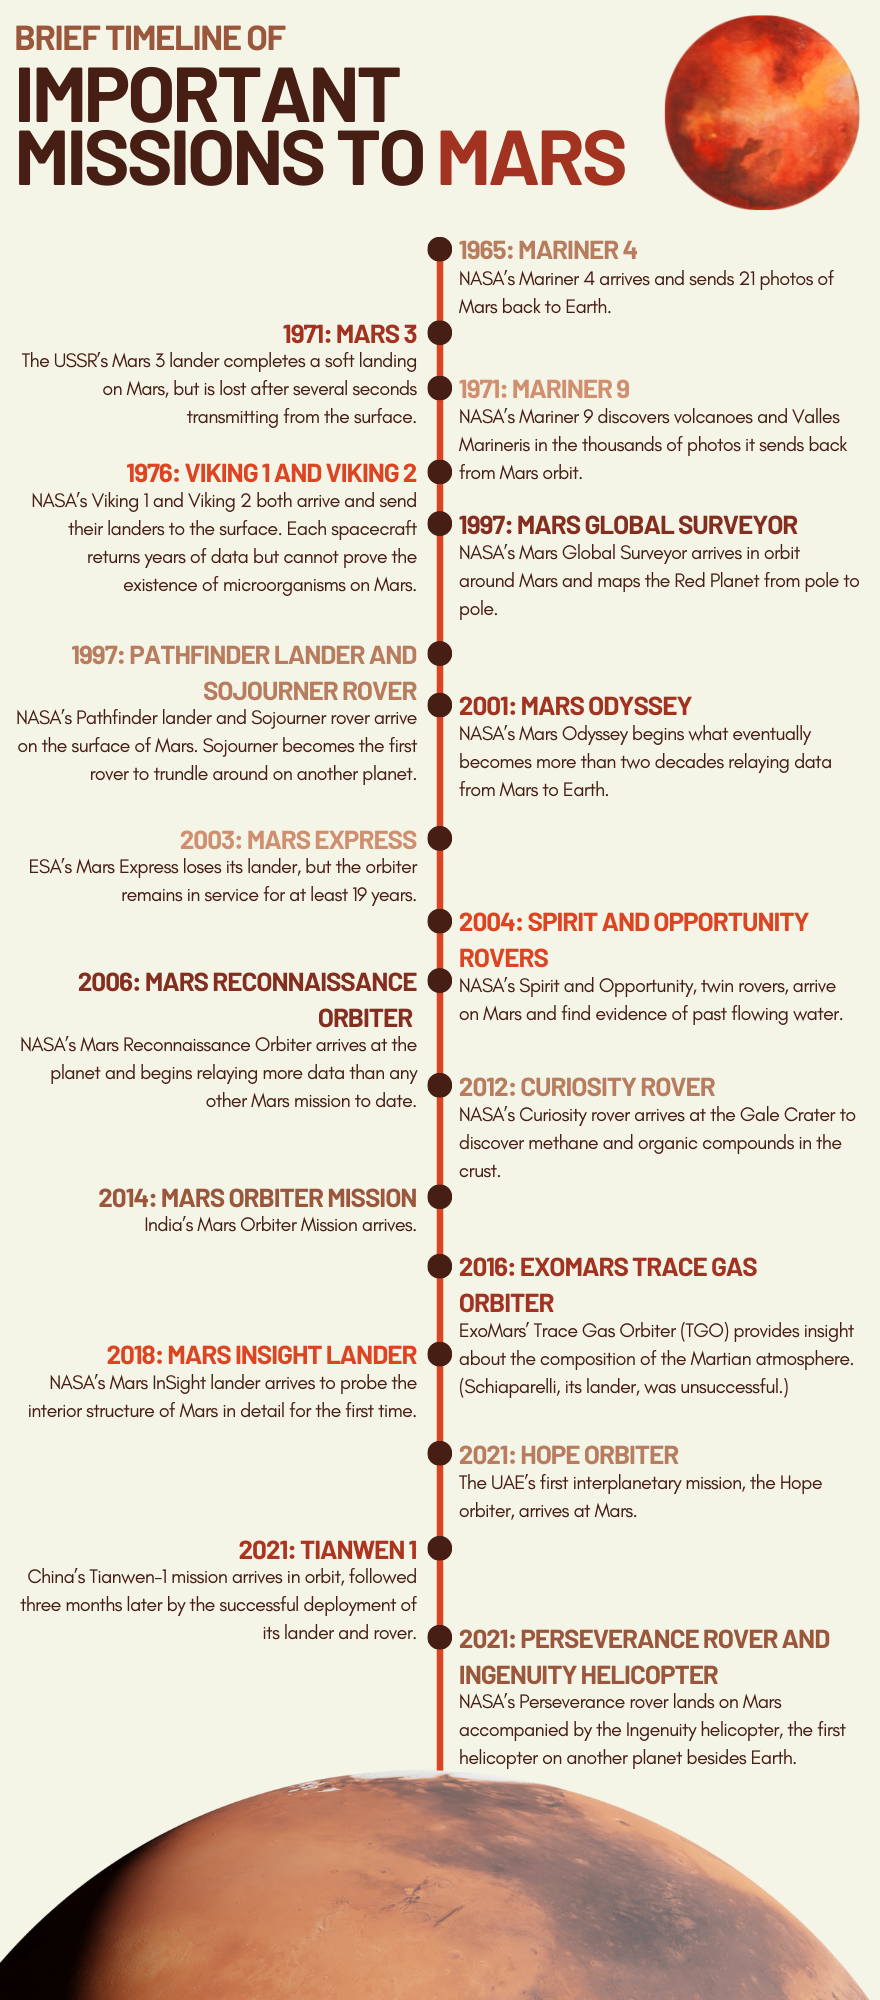 BRIEF TIMELINE OF
IMPORTANT
MISSIONS TO MARS
1965: MARINER 4
NASA's Mariner 4 arrives and sends 21 photos of
Mars back to Earth.
1971: MARS 3
The USSR's Mars 3 lander completes a soft landing
on Mars, but is lost after several seconds
transmitting from the surface.
1971: MARINER 9
NASA's Mariner 9 discovers volcanoes and Valles
Marineris in the thousands of photos it sends back
from Mars orbit.
1976: VIKING 1 AND VIKING 2
NASA's Viking 1 and Viking 2 both arrive and send
their landers to the surface. Each spacecraft
returns years of data but cannot prove the
existence of microorganisms on Mars.
1997: MARS GLOBAL SURVEYOR
NASA's Mars Global Surveyor arrives in orbit
around Mars and maps the Red Planet from pole to
pole.
1997: PATHFINDER LANDER AND
SOJOURNER ROVER
NASA's Pathfinder lander and Sojourner rover arrive
on the surface of Mars. Sojourner becomes the first
rover to trundle around on another planet.
2001: MARS ODYSSEY
NASA's Mars Odyssey begins what eventually
becomes more than two decades relaying data
from Mars to Earth.
2003: MARS EXPRESS
ESA's Mars Express loses its lander, but the orbiter
remains in service for at least 19 years.
2004: SPIRIT AND OPPORTUNITY
ROVERS
NASA's Spirit and Opportunity, twin rovers, arrive
on Mars and find evidence of past flowing water.
2006: MARS RECONNAISSANCE
ORBITER
NASA's Mars Reconnaissance Orbiter arrives at the
planet and begins relaying more data than any
other Mars mission to date.
2012: CURIOSITY ROVER
NASA's Curiosity rover arrives at the Gale Crater to
discover methane and organic compounds in the
crust.
2014: MARS ORBITER MISSION
India's Mars Orbiter Mission arrives.
2016: EXOMARS TRACE GAS
ORBITER
ExoMars' Trace Gas Orbiter (TGO) provides insight
about the composition of the Martian atmosphere.
(Schiaparelli, its lander, was unsuccessful.)
2018: MARS INSIGHT LANDER
NASA's Mars InSight lander arrives to probe the
interior structure of Mars in detail for the first time.
2021: HOPE ORBITER
The UAE's first interplanetary mission, the Hope
orbiter, arrives at Mars.
2021: TIANWEN 1
China's Tianwen-1 mission arrives in orbit, followed
three months later by the successful deployment of
its lander and rover.
2021: PERSEVERANCE ROVER AND
INGENUITY HELICOPTER
NASA's Perseverance rover lands on Mars
accompanied by the Ingenuity helicopter, the first
helicopter on another planet besides Earth.